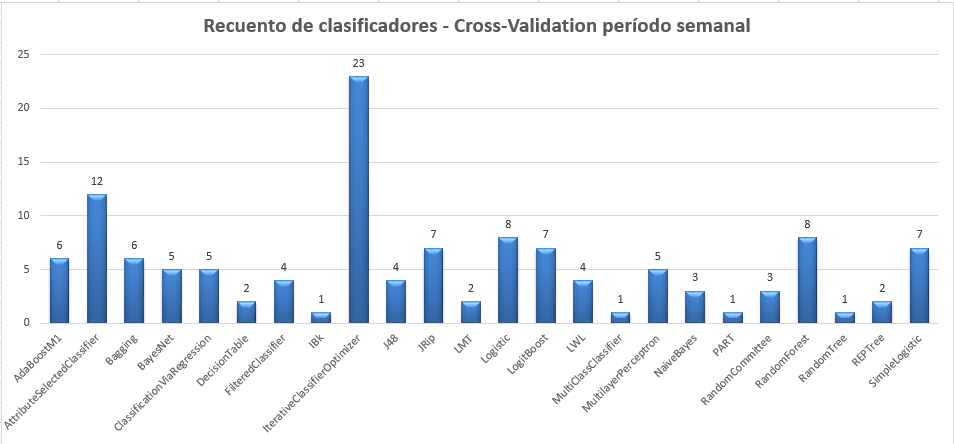 Recuento de clasificadores - Cross-Validation período semanal
25
20
15
10
5
0
6
12
6
5
5
2
4
1
23
4
7
2
8
7
4
1
5
3
1
3
8
1
2
7
AdaBoostM1
AttributeSelectedClassifier
Bagging
BayesNet
ClassificationViaRegression
DecisionTable
FilteredClassifier
IBk
IterativeClassifierOptimizer
J48
JRip
LMT
Logistic
LogitBoost
LWL
MultiClassClassifier
MultilayerPerceptron
NaiveBayes
PART
RandomCommittee
RandomForest
RandomTree
REPTree
SimpleLogistic